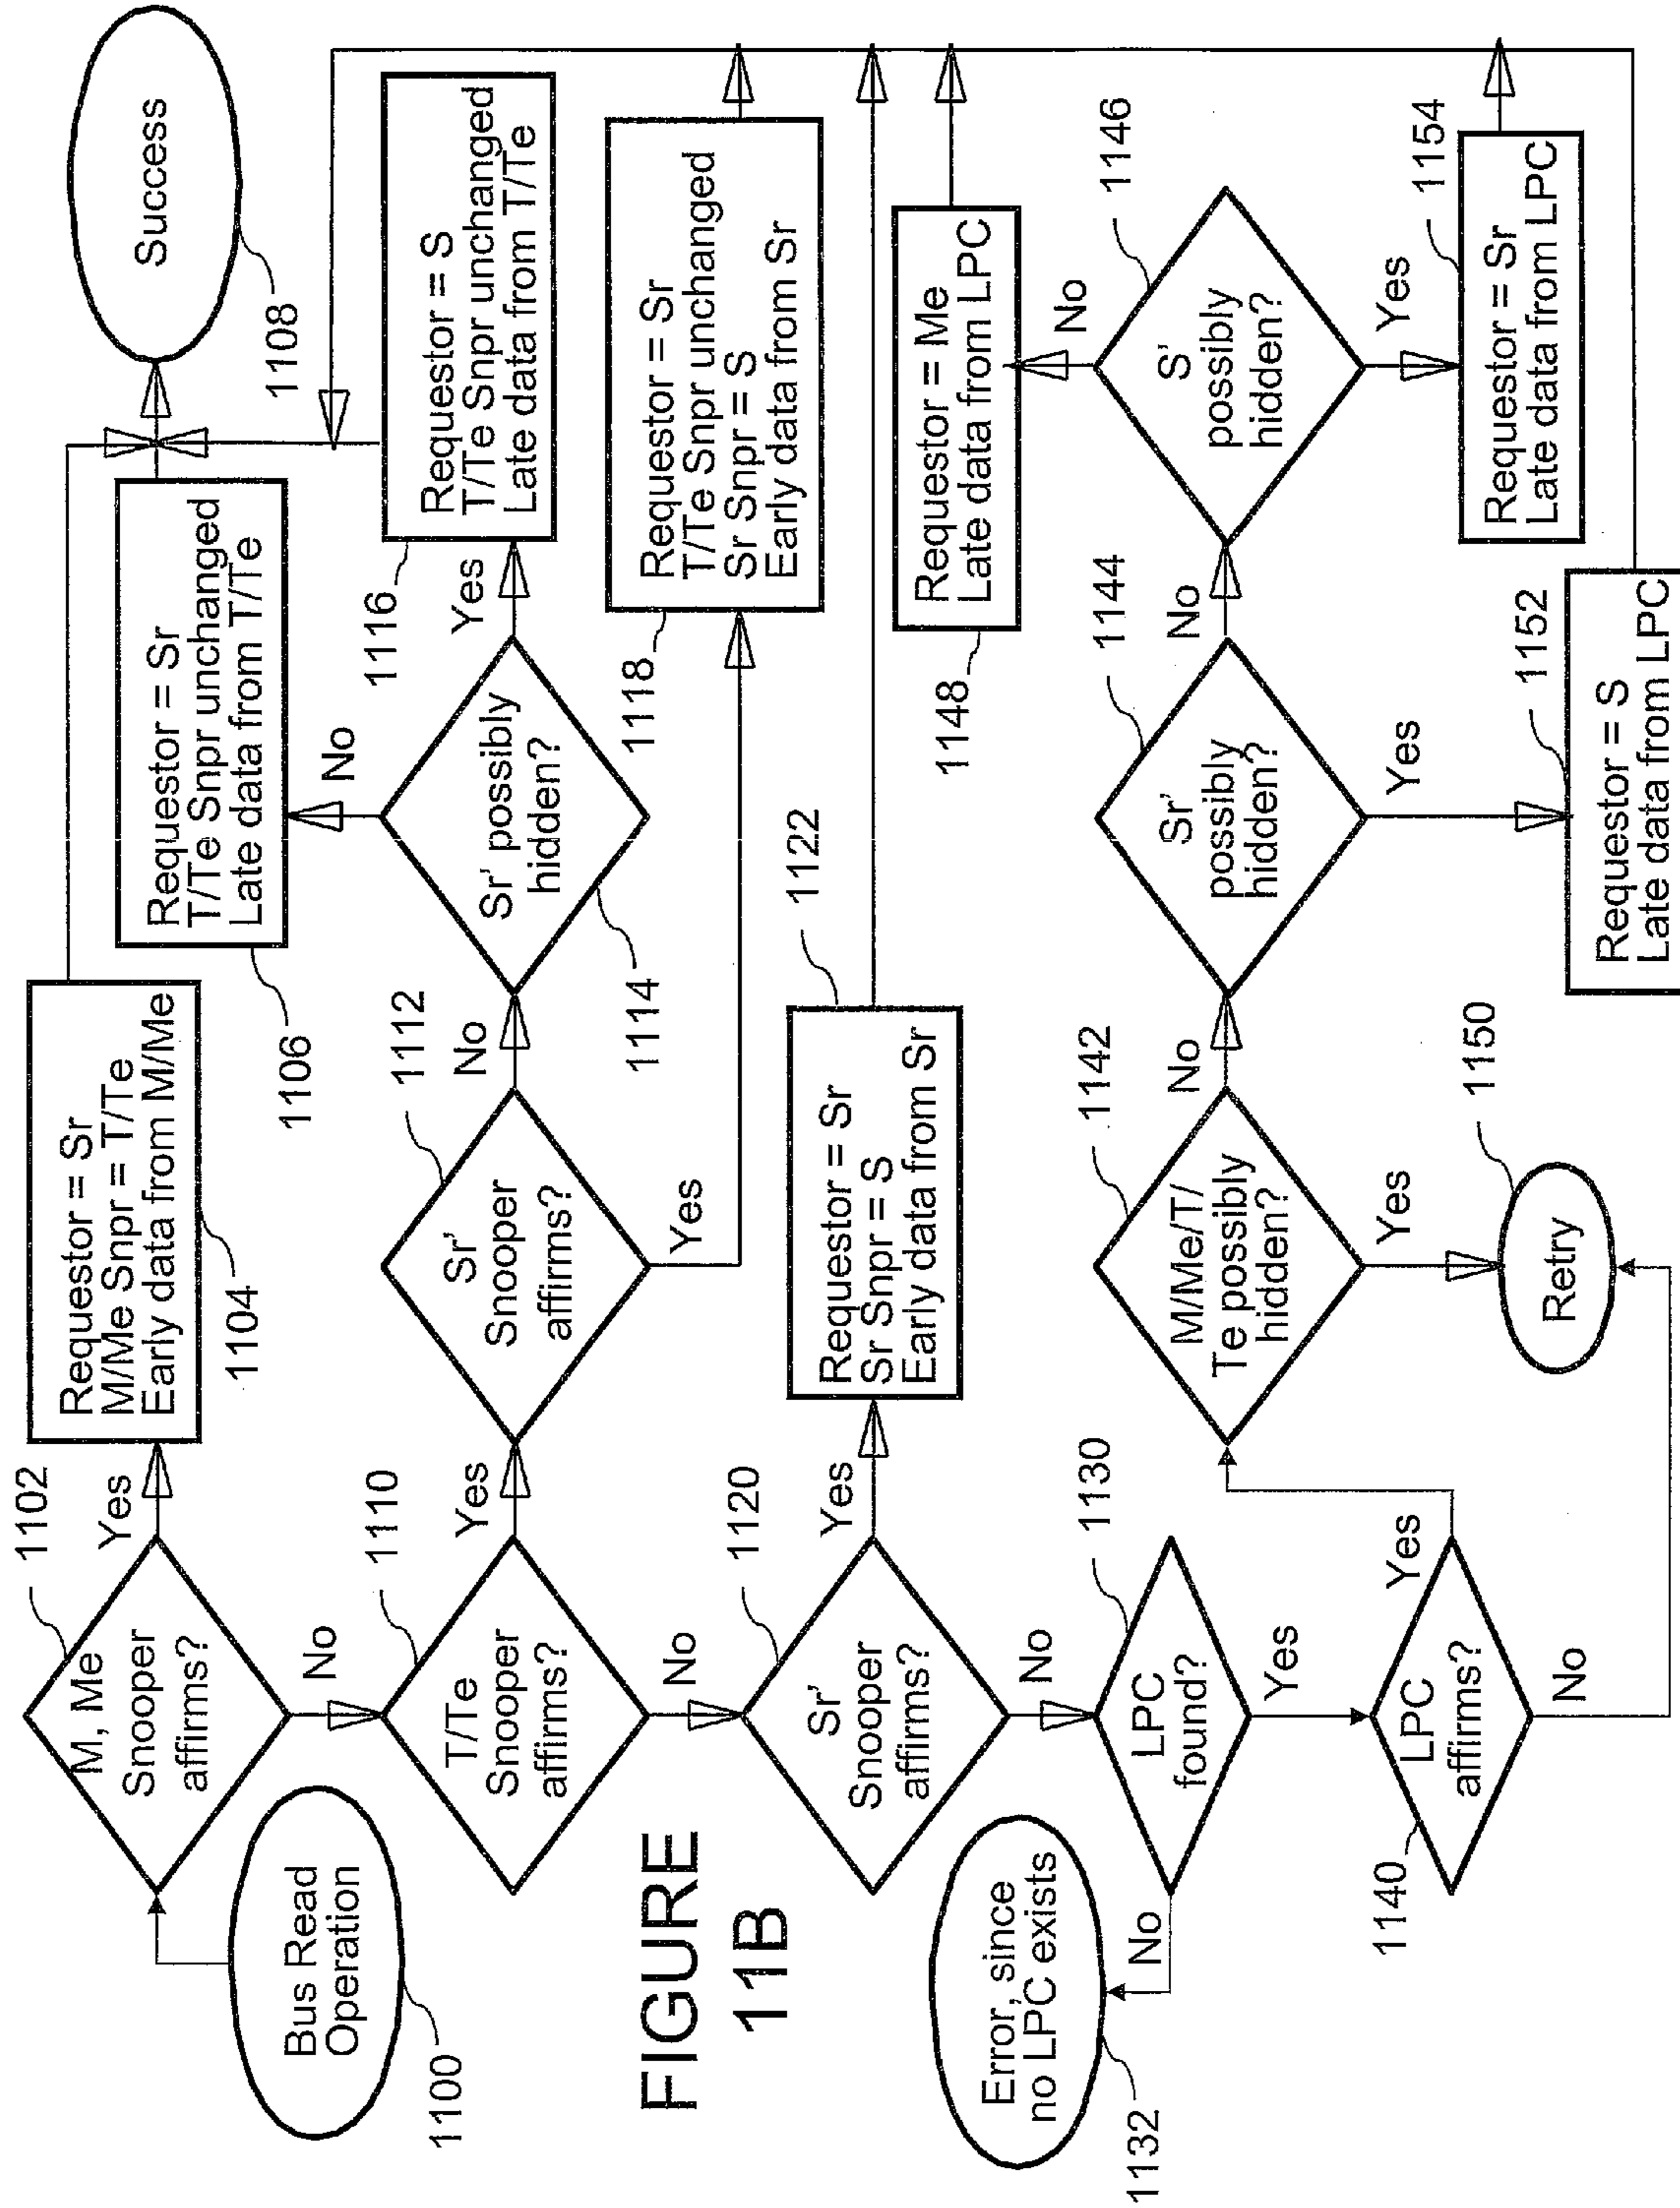 Bus Read
Operation
1100
M, Me
Snooper
affirms?
1102
Yes
No
Requestor = Sr
M/Me Snpr = T/Te
Early data from M/Me
1104
Success
1108
T/Te
Snooper
affirms?
1110
Yes
No
Sr'
Snooper
affirms?
1112
No
Yes
Sr' possibly
hidden?
1114
No
Yes
Requestor = Sr
T/Te Snpr unchanged
Late data from T/Te
1106
Requestor = S
T/Te Snpr unchanged
Late data from T/Te
1116
Requestor = Sr
T/Te Snpr unchanged
Sr Snpr = S
Early data from Sr
1118
Sr'
Snooper
affirms?
1120
Yes
No
Requestor = Sr
Sr Snpr = S
Early data from Sr
1122
LPC
found?
1130
No
Yes
Error, since
no LPC exists
1132
LPC
affirms?
1140
Yes
No
M/Me/T/
Te possibly
hidden?
1142
No
Yes
Retry
1150
Sr'
possibly
hidden?
1144
No
Yes
S'
possibly
hidden?
1146
No
Yes
Requestor = Me
Late data from LPC
1148
Requestor = S
Late data from LPC
1152
Requestor = Sr
Late data from LPC
1154
FIGURE
11B